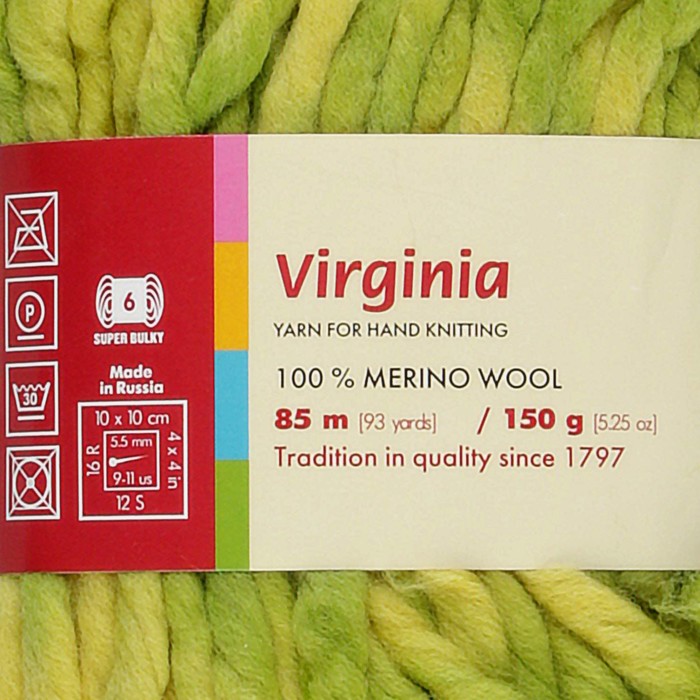 P
30
6
SUPER BULKY
Made
in Russia
10 x 10 cm
16 R
5.5 mm
9-11 us
4 x 4 in
12 S
Virginia
YARN FOR HAND KNITTING
100 % MERINO WOOL
85 m [93 yards] / 150 g [5.25 oz]
Tradition in quality since 1797